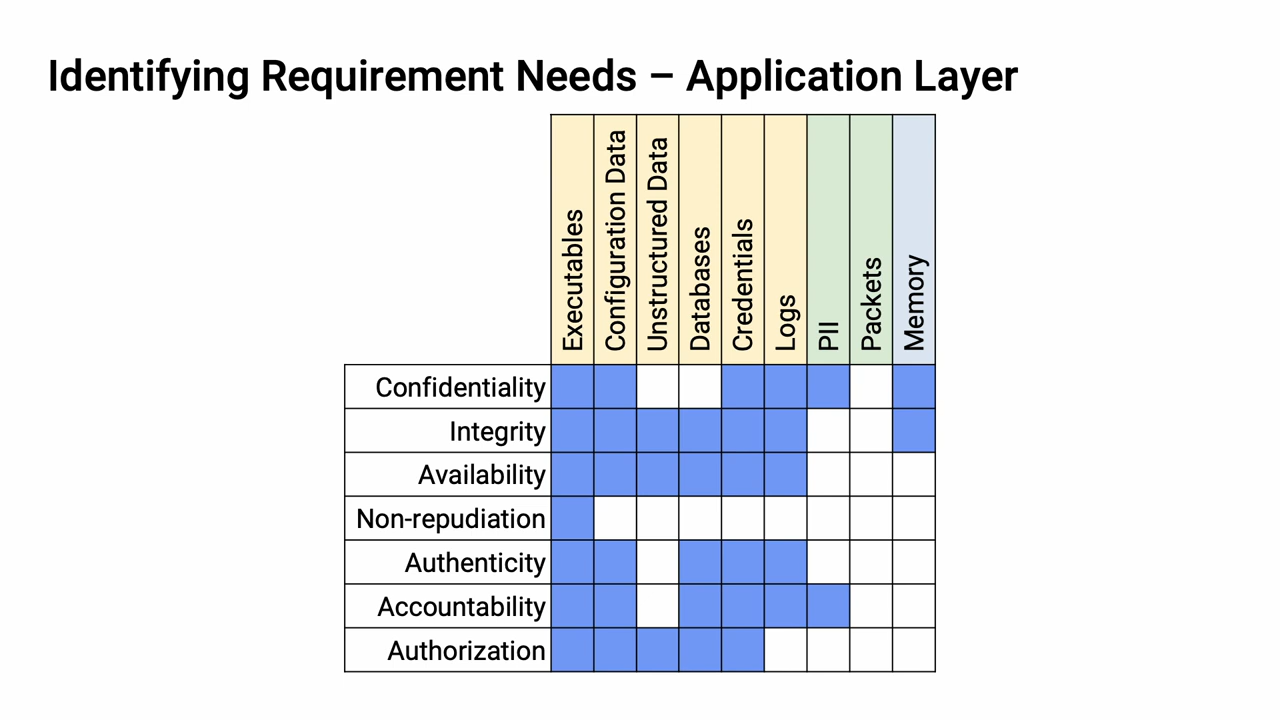 Identifying Requirement Needs – Application Layer
Executables
Configuration Data
Unstructured Data
Databases
Credentials
Logs
PII
Packets
Memory
Confidentiality
Integrity
Availability
Non-repudiation
Authenticity
Accountability
Authorization